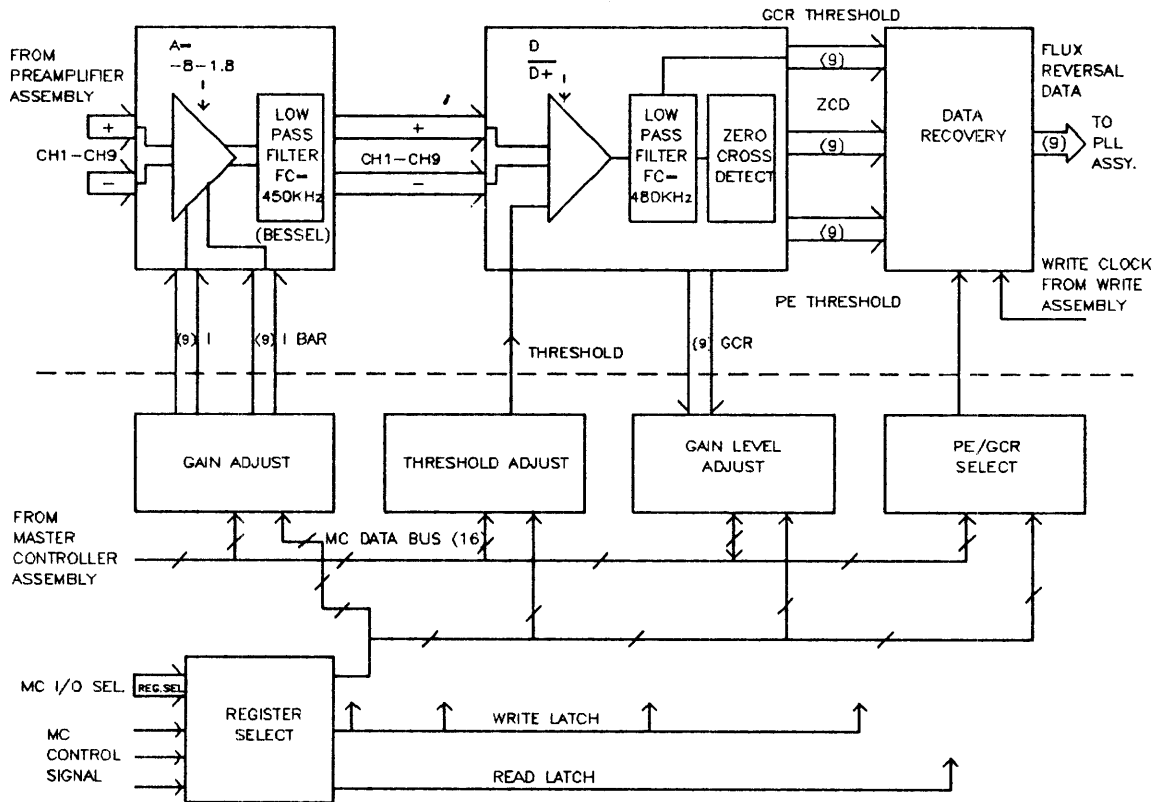 GCR THRESHOLD
FROM
PREAMPLIFIER
ASSEMBLY
A=
-8-1.8
+
CH1-CH9
-
LOW
PASS
FILTER
FC=
450KHz
(BESSEL)
+
CH1-CH9
-
D
D+
LOW
PASS
FILTER
FC=
480KHz
ZERO
CROSS
DETECT
(9)
ZCD
(9)
(9)
PE THRESHOLD
DATA
RECOVERY
FLUX
REVERSAL
DATA
(9)
TO
PLL
ASSY.
WRITE CLOCK
FROM WRITE
ASSEMBLY
(9) I
(9) I BAR
THRESHOLD
(9) GCR
GAIN ADJUST
THRESHOLD ADJUST
GAIN LEVEL
ADJUST
PE/GCR
SELECT
FROM
MASTER
CONTROLLER
ASSEMBLY
MC DATA BUS (16)
MC I/O SEL.
REG.SEL
MC
CONTROL
SIGNAL
REGISTER
SELECT
WRITE LATCH
READ LATCH